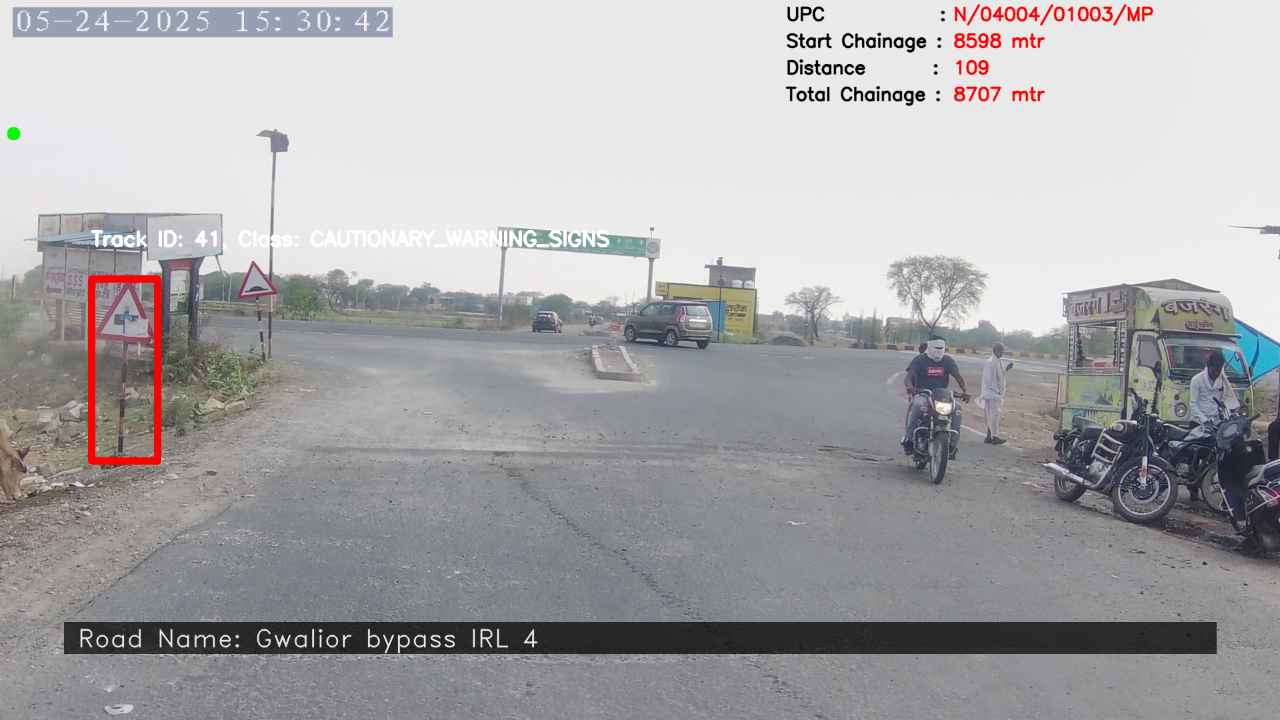 05-24-2025 15:30:42
UPC : N/04004/01003/MP
Start Chainage : 8598 mtr
Distance : 109
Total Chainage : 8707 mtr
Track ID: 41, Class: CAUTIONARY_WARNING_SIGNS
बजरंग
Road Name: Gwalior bypass IRL 4